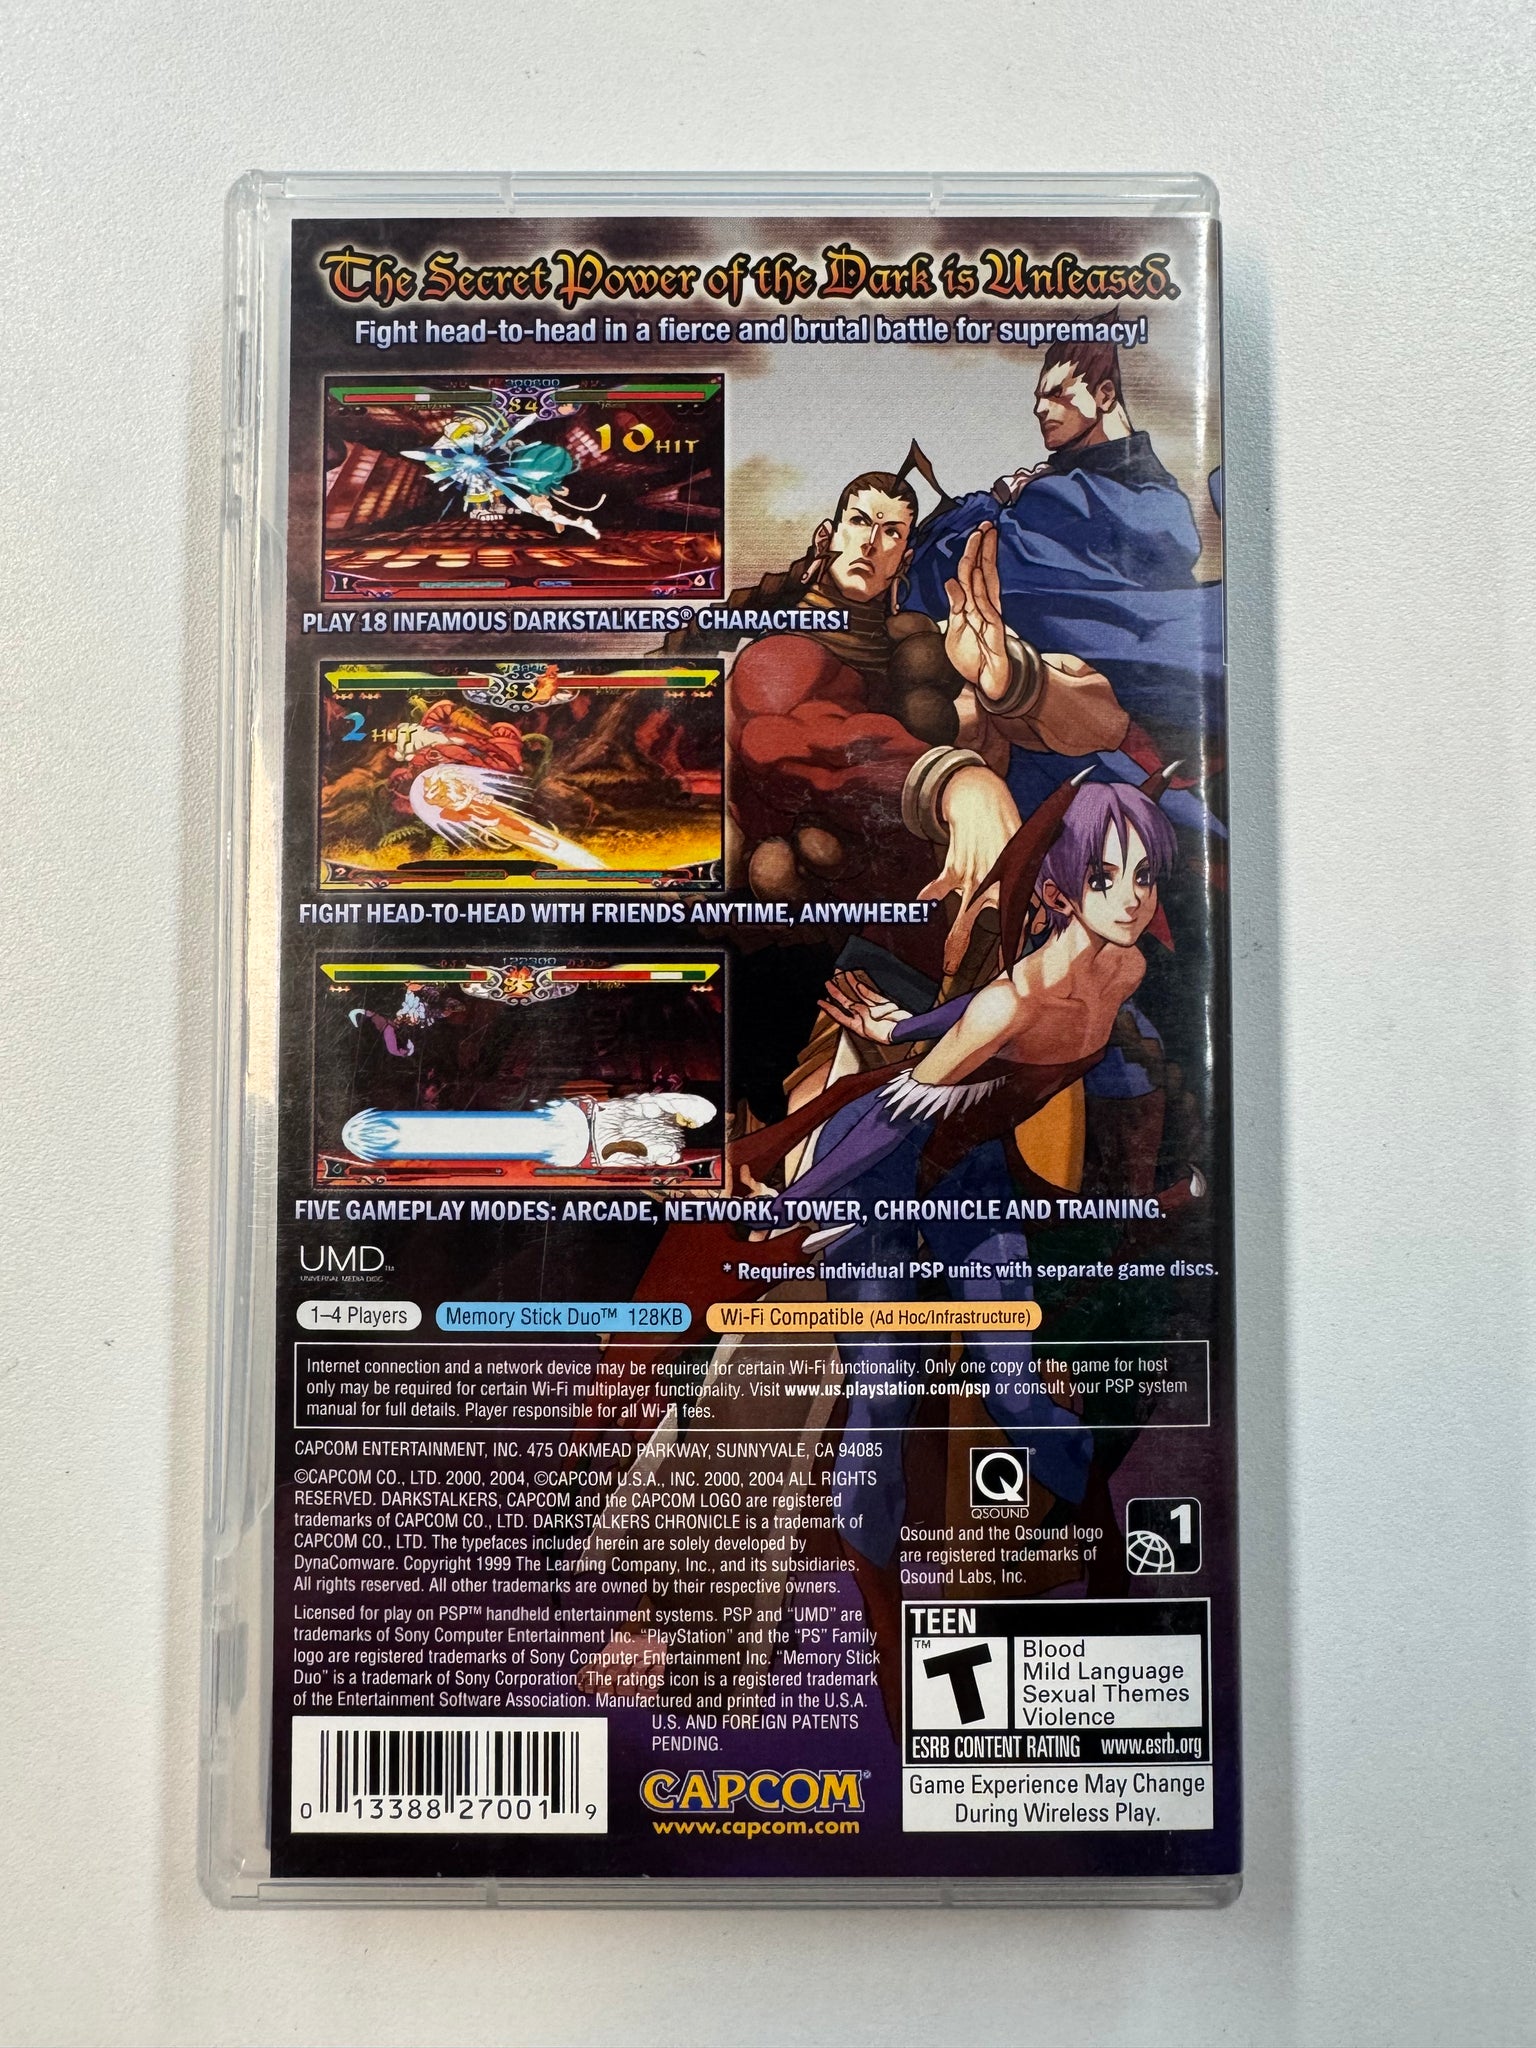 The Secret Power of the Dark is Unleased.
Fight head-to-head in a fierce and brutal battle for supremacy!
84
10 HIT
PLAY 18 INFAMOUS DARKSTALKERS® CHARACTERS!
2 HIT
FIGHT HEAD-TO-HEAD WITH FRIENDS ANYTIME, ANYWHERE!*
FIVE GAMEPLAY MODES: ARCADE, NETWORK, TOWER, CHRONICLE AND TRAINING.
UMD™
UNIVERSAL MEDIA DISC
* Requires individual PSP units with separate game discs.
1–4 Players
Memory Stick Duo™ 128KB
Wi-Fi Compatible (Ad Hoc/Infrastructure)
Internet connection and a network device may be required for certain Wi-Fi functionality. Only one copy of the game for host
only may be required for certain Wi-Fi multiplayer functionality. Visit www.us.playstation.com/psp or consult your PSP system
manual for full details. Player responsible for all Wi-Fi fees.
CAPCOM ENTERTAINMENT, INC. 475 OAKMEAD PARKWAY, SUNNYVALE, CA 94085
©CAPCOM CO., LTD. 2000, 2004, ©CAPCOM U.S.A., INC. 2000, 2004 ALL RIGHTS
RESERVED. DARKSTALKERS, CAPCOM and the CAPCOM LOGO are registered
trademarks of CAPCOM CO., LTD. DARKSTALKERS CHRONICLE is a trademark of
CAPCOM CO., LTD. The typefaces included herein are solely developed by
DynaComware. Copyright 1999 The Learning Company, Inc., and its subsidiaries.
All rights reserved. All other trademarks are owned by their respective owners.
Licensed for play on PSP™ handheld entertainment systems. PSP and “UMD” are
trademarks of Sony Computer Entertainment Inc. “PlayStation” and the “PS” Family
logo are registered trademarks of Sony Computer Entertainment Inc. “Memory Stick
Duo” is a trademark of Sony Corporation. The ratings icon is a registered trademark
of the Entertainment Software Association. Manufactured and printed in the U.S.A.
U.S. AND FOREIGN PATENTS
PENDING.
Q®
QSOUND
Qsound and the Qsound logo
are registered trademarks of
Qsound Labs, Inc.
1
TEEN
T™
Blood
Mild Language
Sexual Themes
Violence
ESRB CONTENT RATING www.esrb.org
Game Experience May Change
During Wireless Play.
0 13388 27001 9
CAPCOM®
www.capcom.com